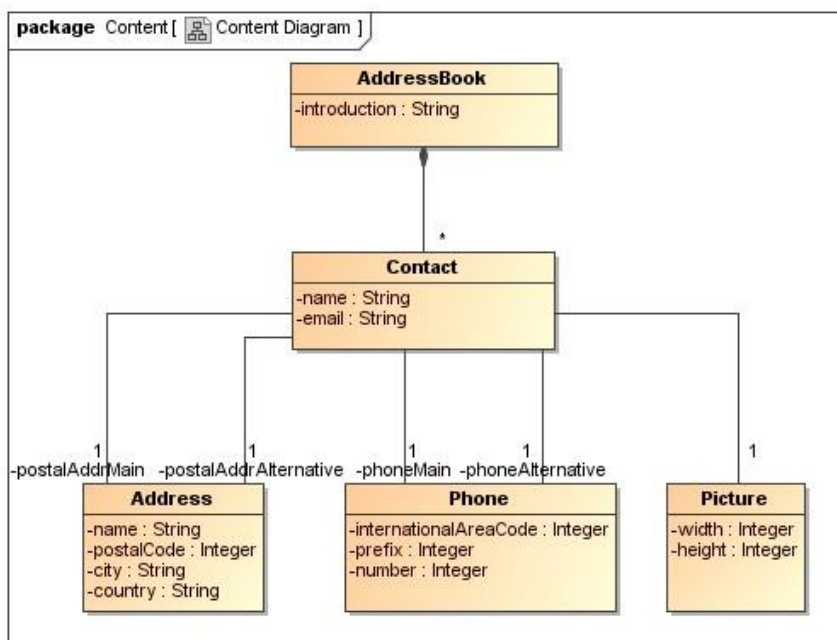 package Content [ Content Diagram ]
AddressBook
-introduction : String
*
Contact
-name : String
-email : String
1 1 1 1 1
-postalAddrMain -postalAddrAlternative -phoneMain -phoneAlternative
Address
-name : String
-postalCode : Integer
-city : String
-country : String
Phone
-internationalAreaCode : Integer
-prefix : Integer
-number : Integer
Picture
-width : Integer
-height : Integer